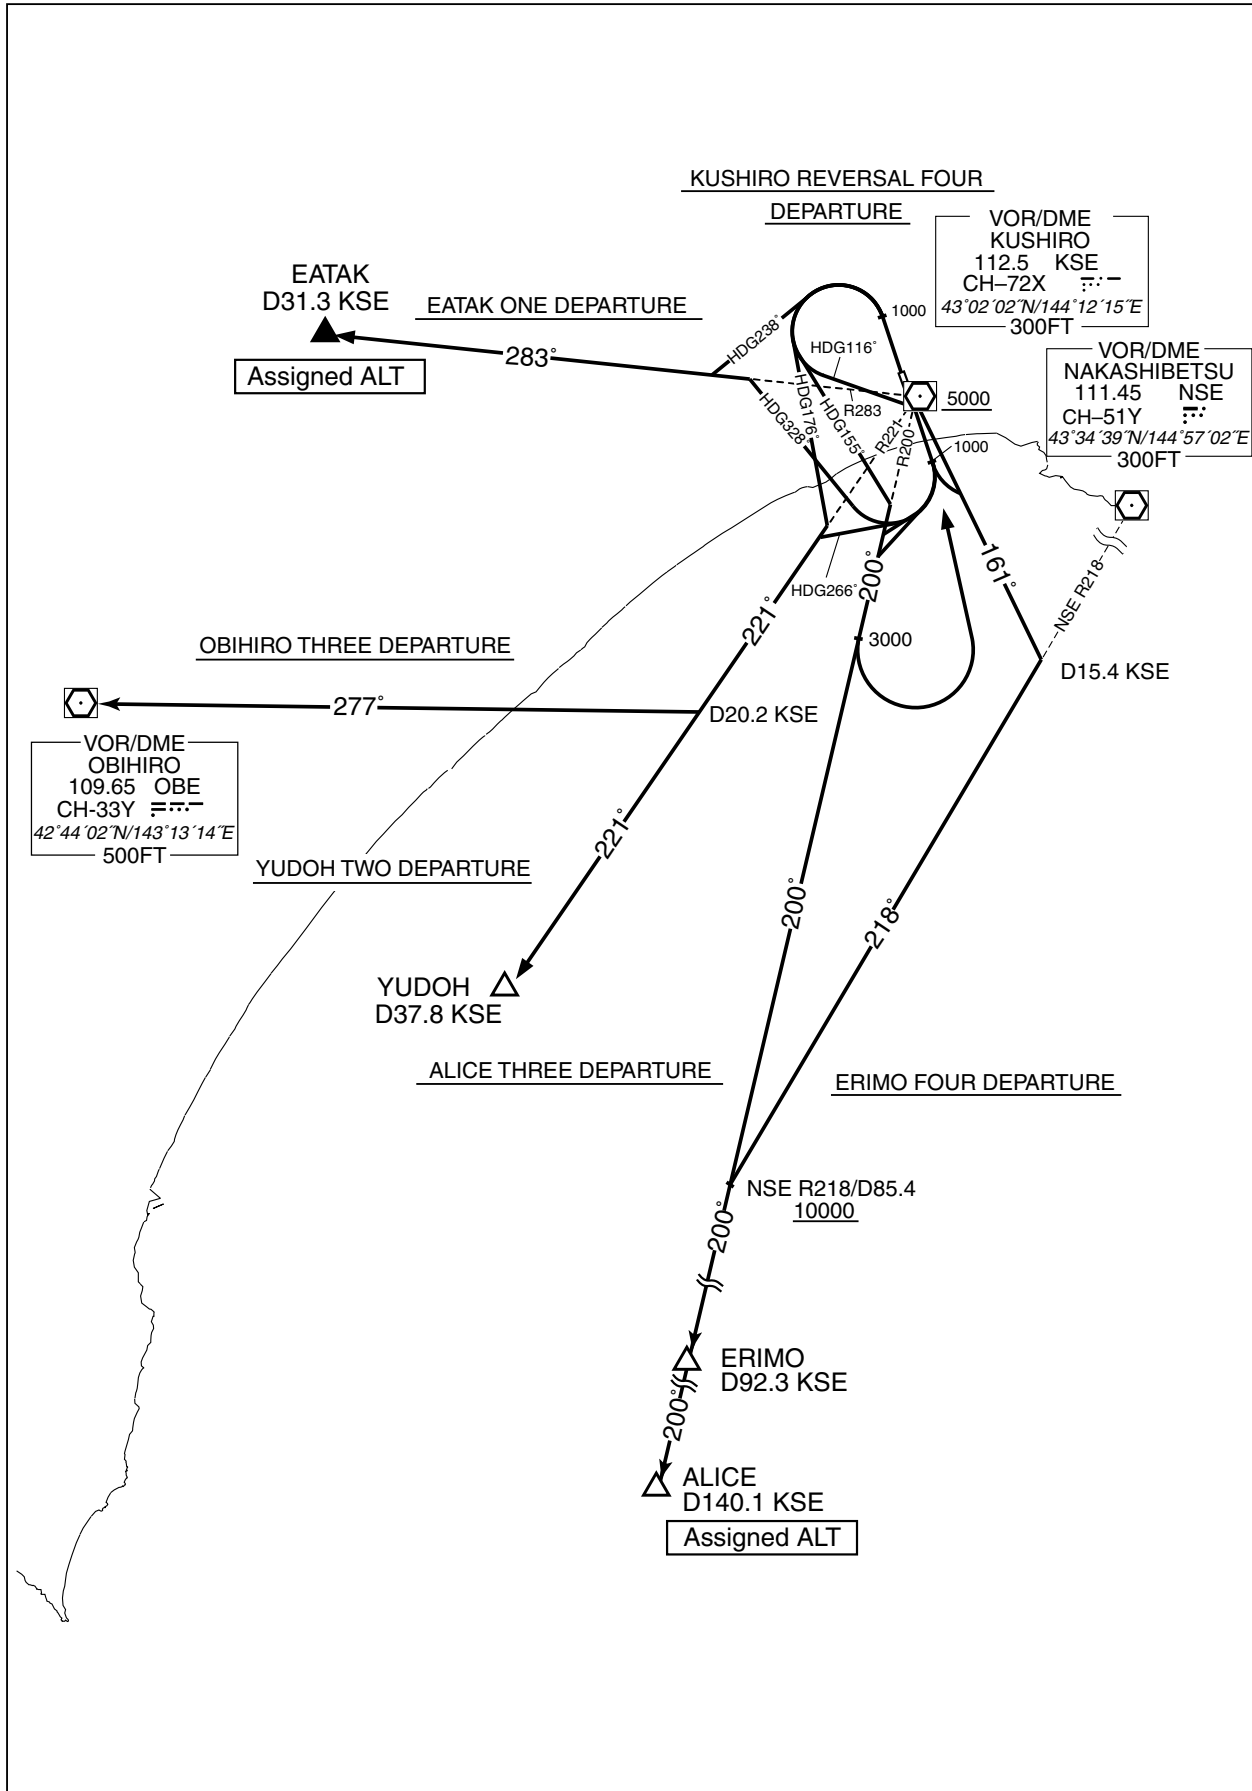 KUSHIRO REVERSAL FOUR
DEPARTURE
VOR/DME
KUSHIRO
112.5 KSE
CH–72X
43°02′02″N/144°12′15″E
300FT
EATAK
D31.3 KSE
EATAK ONE DEPARTURE
Assigned ALT
283°
HDG238°
1000
HDG116°
R283
5000
VOR/DME
NAKASHIBETSU
111.45 NSE
CH–51Y
43°34′39″N/144°57′02″E
300FT
HDG176°
HDG155°
HDG328°
R221
R200
1000
HDG266°
200°
161°
NSE R218
221°
3000
D15.4 KSE
OBIHIRO THREE DEPARTURE
277°
D20.2 KSE
VOR/DME
OBIHIRO
109.65 OBE
CH-33Y
42°44′02″N/143°13′14″E
500FT
221°
YUDOH TWO DEPARTURE
200°
218°
YUDOH
D37.8 KSE
ALICE THREE DEPARTURE
ERIMO FOUR DEPARTURE
NSE R218/D85.4
10000
200°
ERIMO
D92.3 KSE
200°
ALICE
D140.1 KSE
Assigned ALT